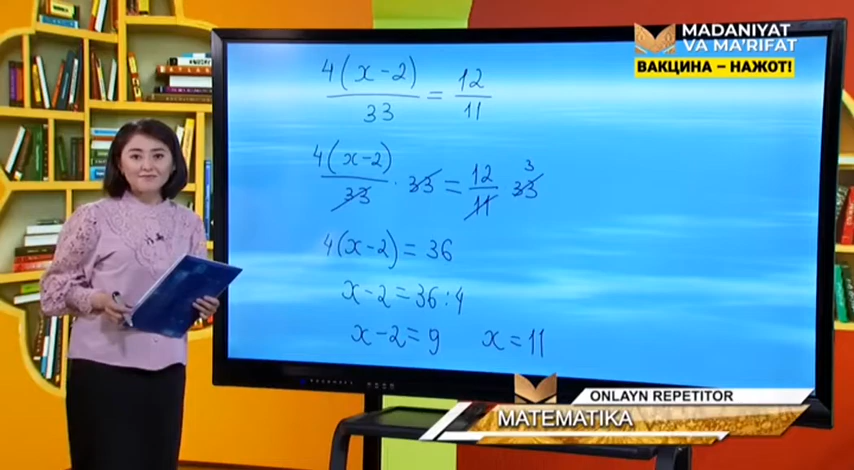 MADANIYAT
VA MA'RIFAT
ВАКЦИНА – НАЖОТ!
4(x-2)/33 = 12/11
4(x-2)/33 · 33 = 12/11 · 33 3
4(x-2) = 36
x-2 = 36:4
x-2=9 x=11
ONLAYN REPETITOR
MATEMATIKA